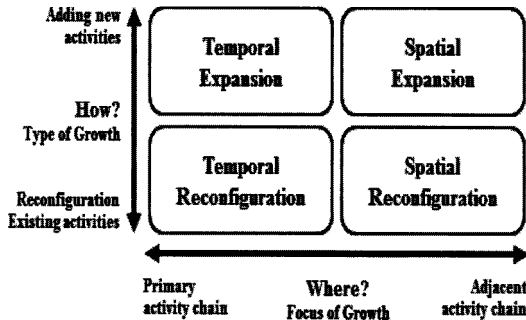 Adding new
activities
Temporal
Expansion
Spatial
Expansion
How?
Type of Growth
Temporal
Reconfiguration
Spatial
Reconfiguration
Reconfiguration
Existing activities
Primary
activity chain
Where?
Focus of Growth
Adjacent
activity chain